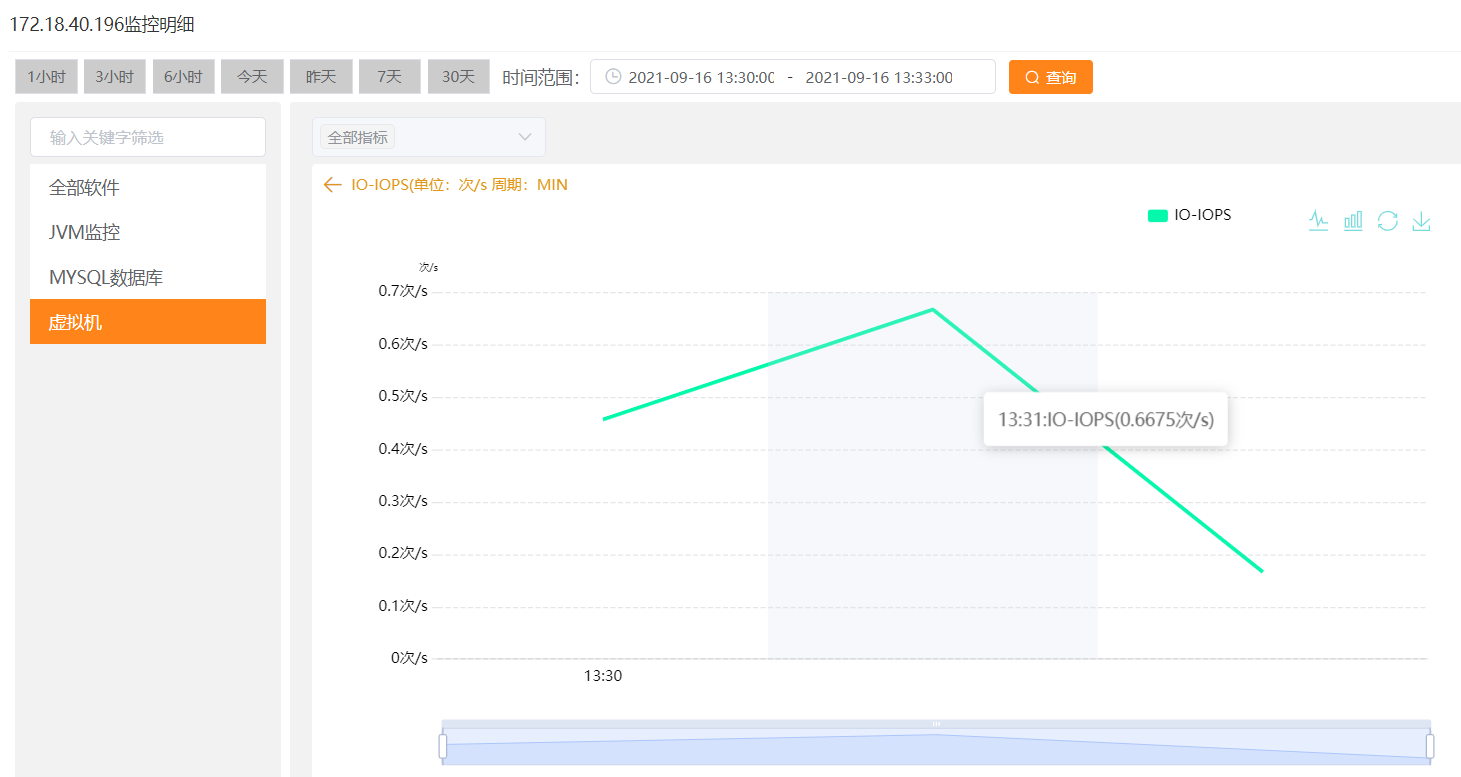 172.18.40.196监控明细
1小时 3小时 6小时 今天 昨天 7天 30天 时间范围： 2021-09-16 13:30:00 - 2021-09-16 13:33:00 查询
输入关键字筛选
全部软件
JVM监控
MYSQL数据库
虚拟机
全部指标
IO-IOPS(单位：次/s 周期：MIN
IO-IOPS
次/s
0.7次/s
0.6次/s
0.5次/s
0.4次/s
0.3次/s
0.2次/s
0.1次/s
0次/s
13:31:IO-IOPS(0.6675次/s)
13:30